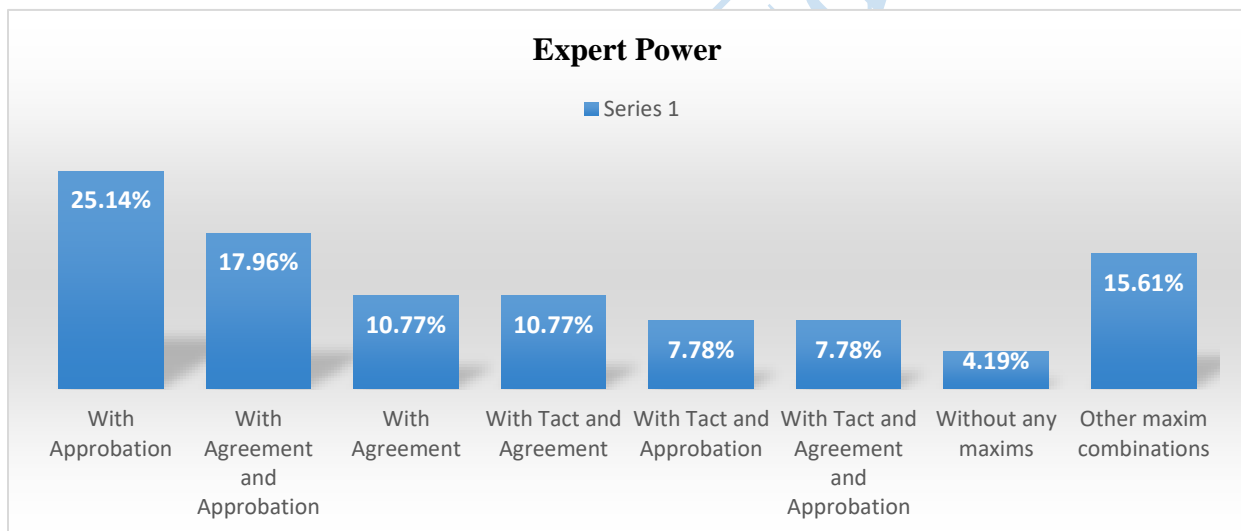 Expert Power
Series 1
25.14%
17.96%
10.77%
10.77%
7.78%
7.78%
4.19%
15.61%
With
Approbation
With
Agreement
and
Approbation
With
Agreement
With Tact and
Agreement
With Tact and
Approbation
With Tact and
Agreement
and
Approbation
Without any
maxims
Other maxim
combinations